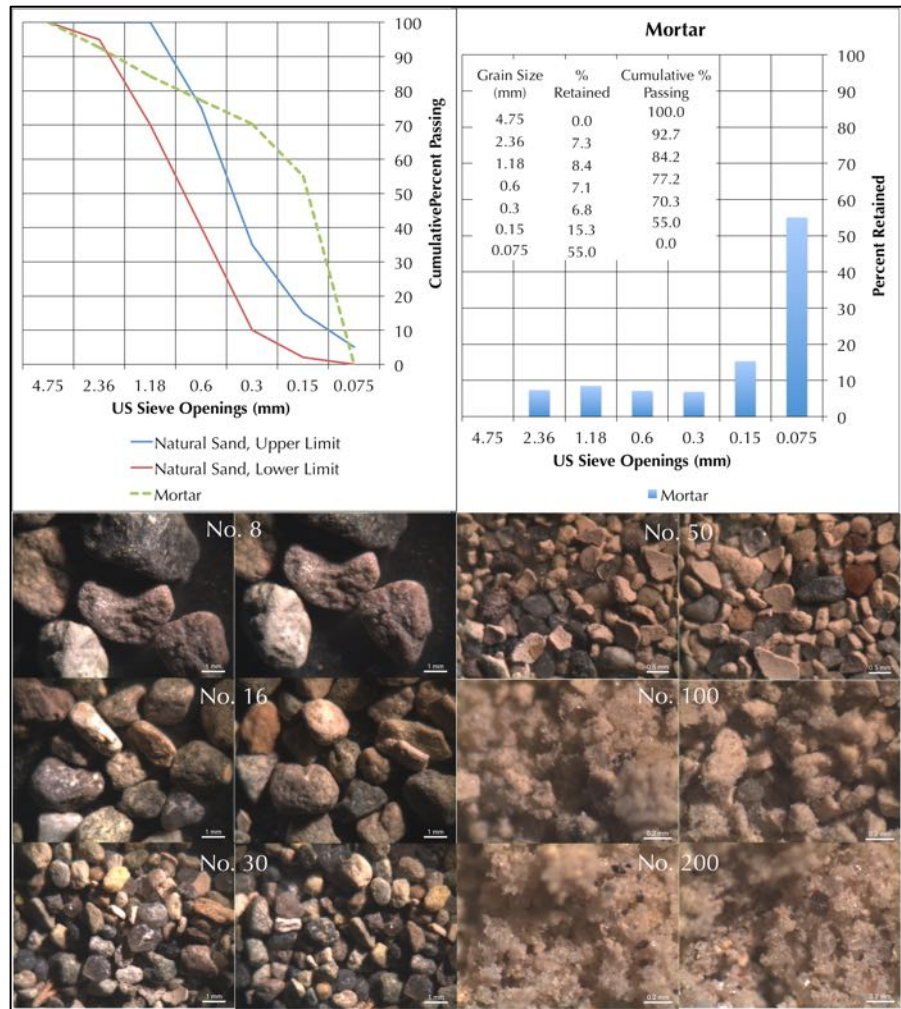 100
90
80
70
60
50
40
30
20
10
0
CumulativePercent Passing
4.75 2.36 1.18 0.6 0.3 0.15 0.075
US Sieve Openings (mm)
Natural Sand, Upper Limit
Natural Sand, Lower Limit
Mortar
Mortar
Grain Size (mm) % Retained Cumulative % Passing
4.75 0.0 100.0
2.36 7.3 92.7
1.18 8.4 84.2
0.6 7.1 77.2
0.3 6.8 70.3
0.15 15.3 55.0
0.075 55.0 0.0
100
90
80
70
60
50
40
30
20
10
0
Percent Retained
4.75 2.36 1.18 0.6 0.3 0.15 0.075
US Sieve Openings (mm)
Mortar
No. 8
1 mm
1 mm
No. 50
0.5 mm
0.5 mm
No. 16
1 mm
1 mm
No. 100
0.2 mm
0.2 mm
No. 30
1 mm
1 mm
No. 200
0.2 mm
0.2 mm